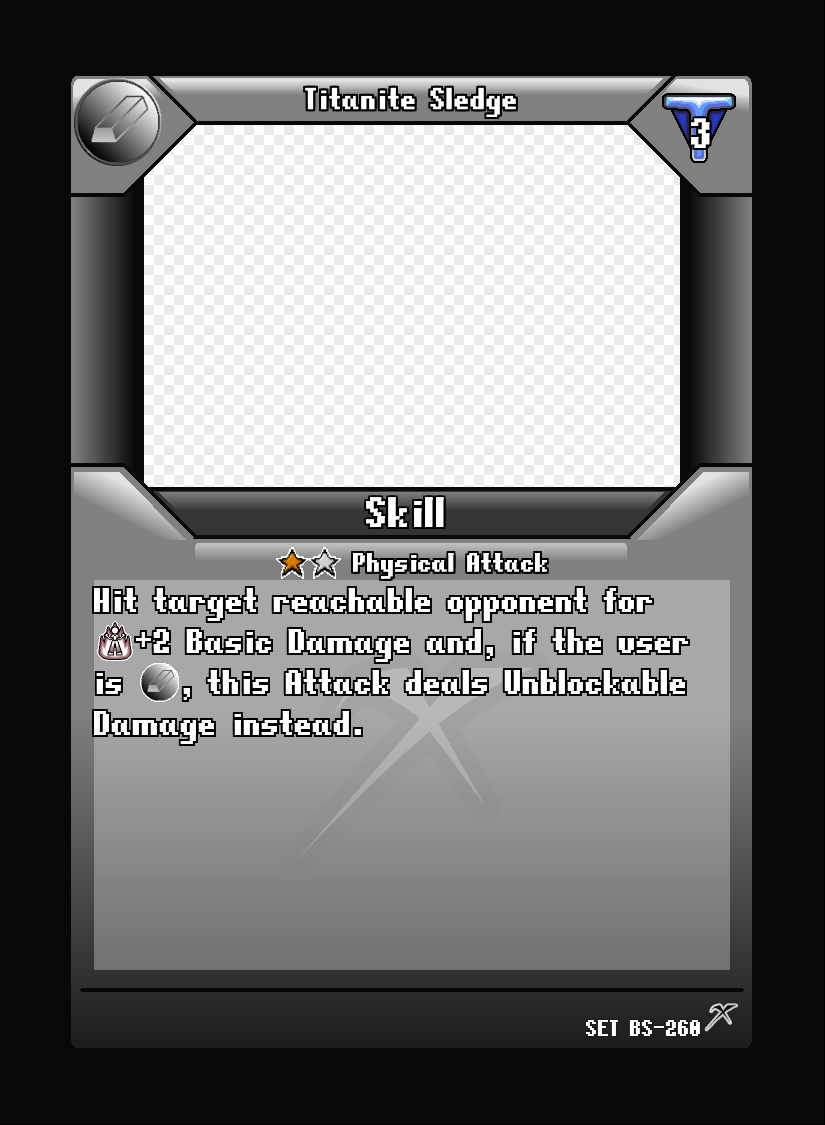 Titanite Sledge
3
Skill
Physical Attack
Hit target reachable opponent for
A+2 Basic Damage and, if the user
is , this Attack deals Unblockable
Damage instead.
SET BS-260